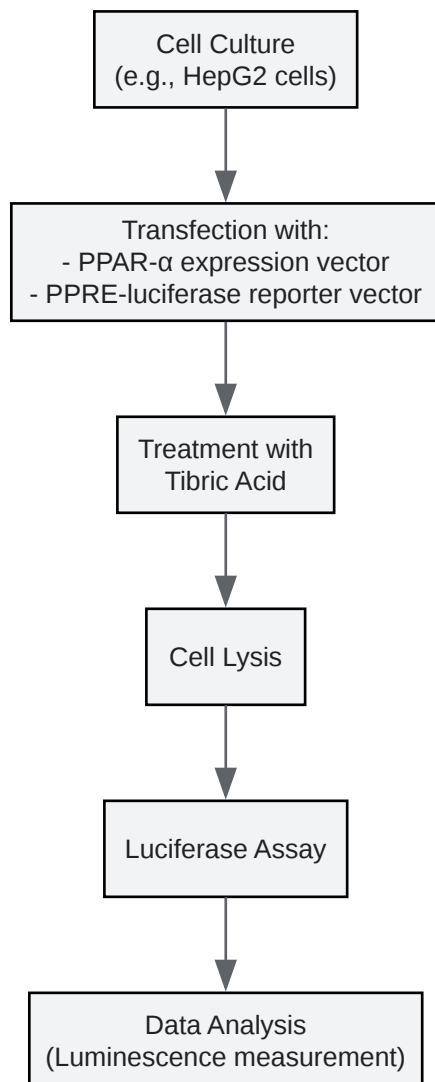 Cell Culture
(e.g., HepG2 cells)
Transfection with:
- PPAR-α expression vector
- PPRE-luciferase reporter vector
Treatment with
Tibric Acid
Cell Lysis
Luciferase Assay
Data Analysis
(Luminescence measurement)